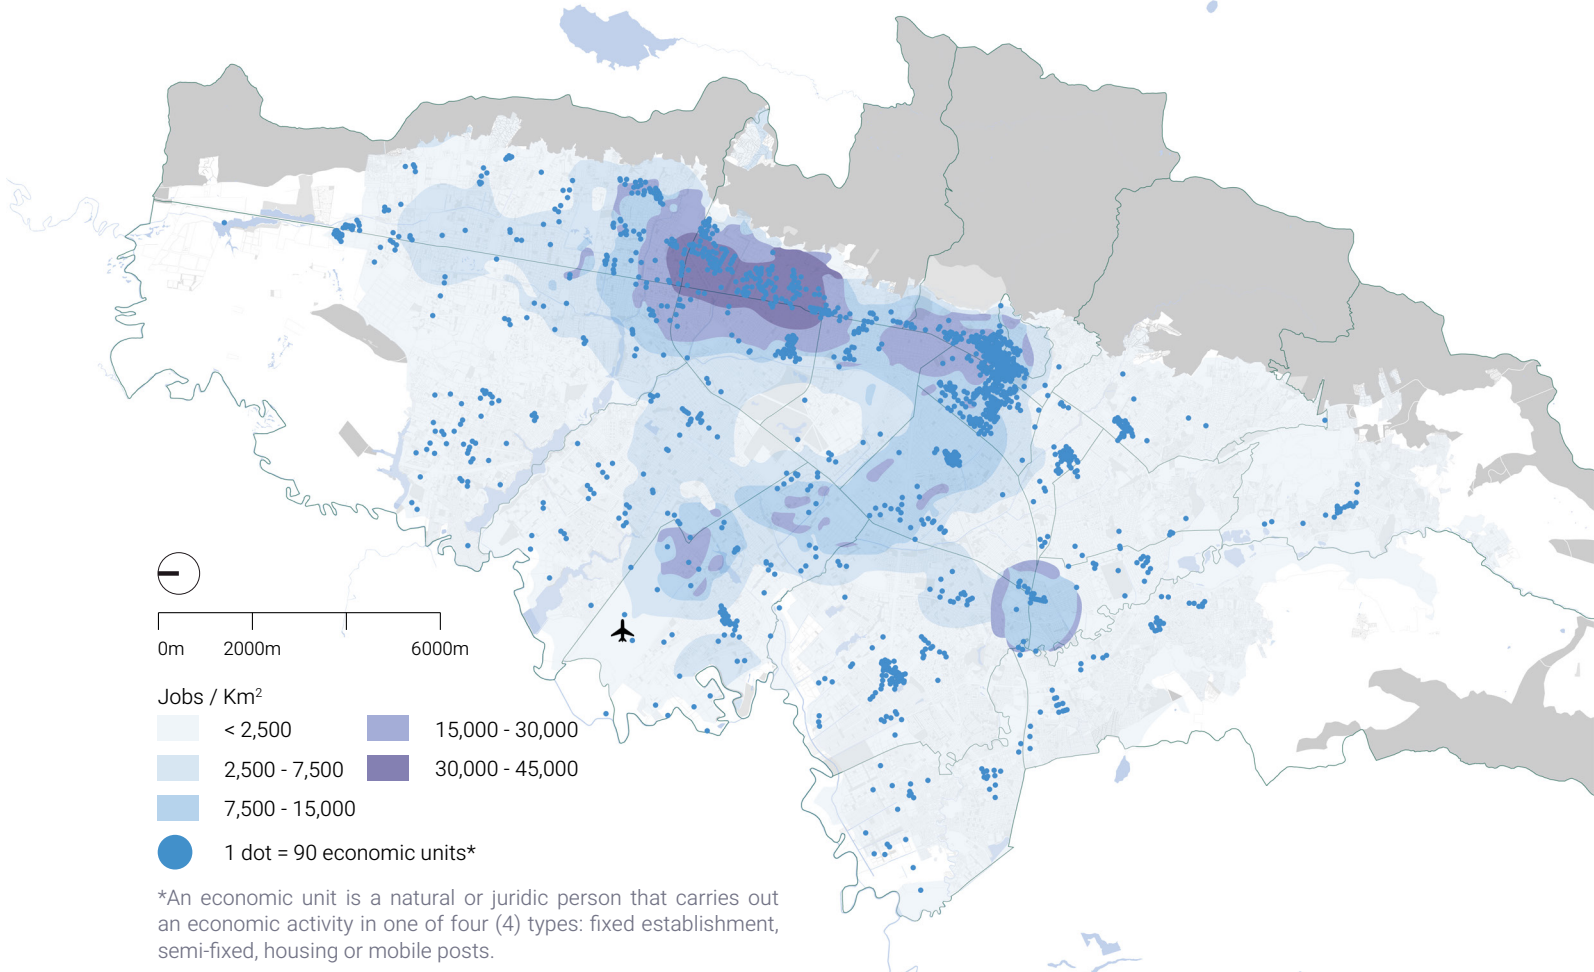 0m 2000m 6000m
Jobs / Km²
< 2,500
2,500 - 7,500
7,500 - 15,000
15,000 - 30,000
30,000 - 45,000
1 dot = 90 economic units*
*An economic unit is a natural or juridic person that carries out
an economic activity in one of four (4) types: fixed establishment,
semi-fixed, housing or mobile posts.